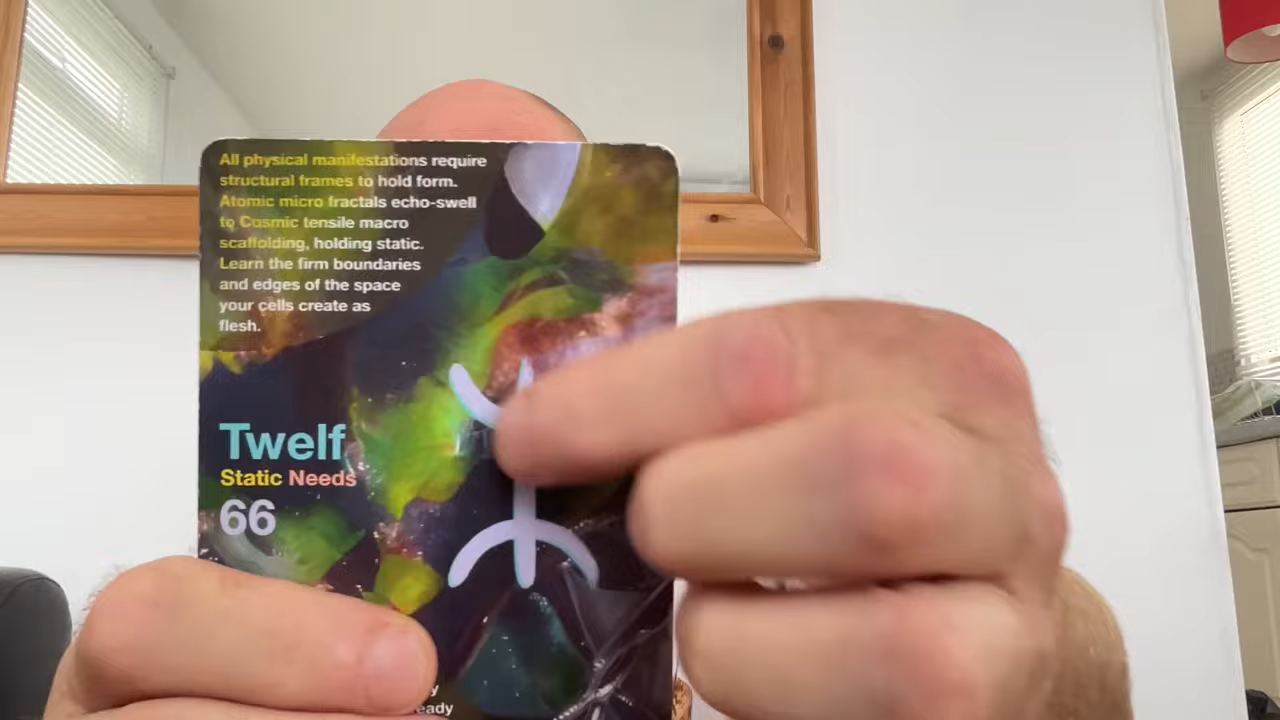 All physical manifestations require
structural frames to hold form.
Atomic micro fractals echo-swell
to Cosmic tensile macro
scaffolding, holding static.
Learn the firm boundaries
and edges of the space
your cells create as
flesh.
Twelf
Static Needs
66